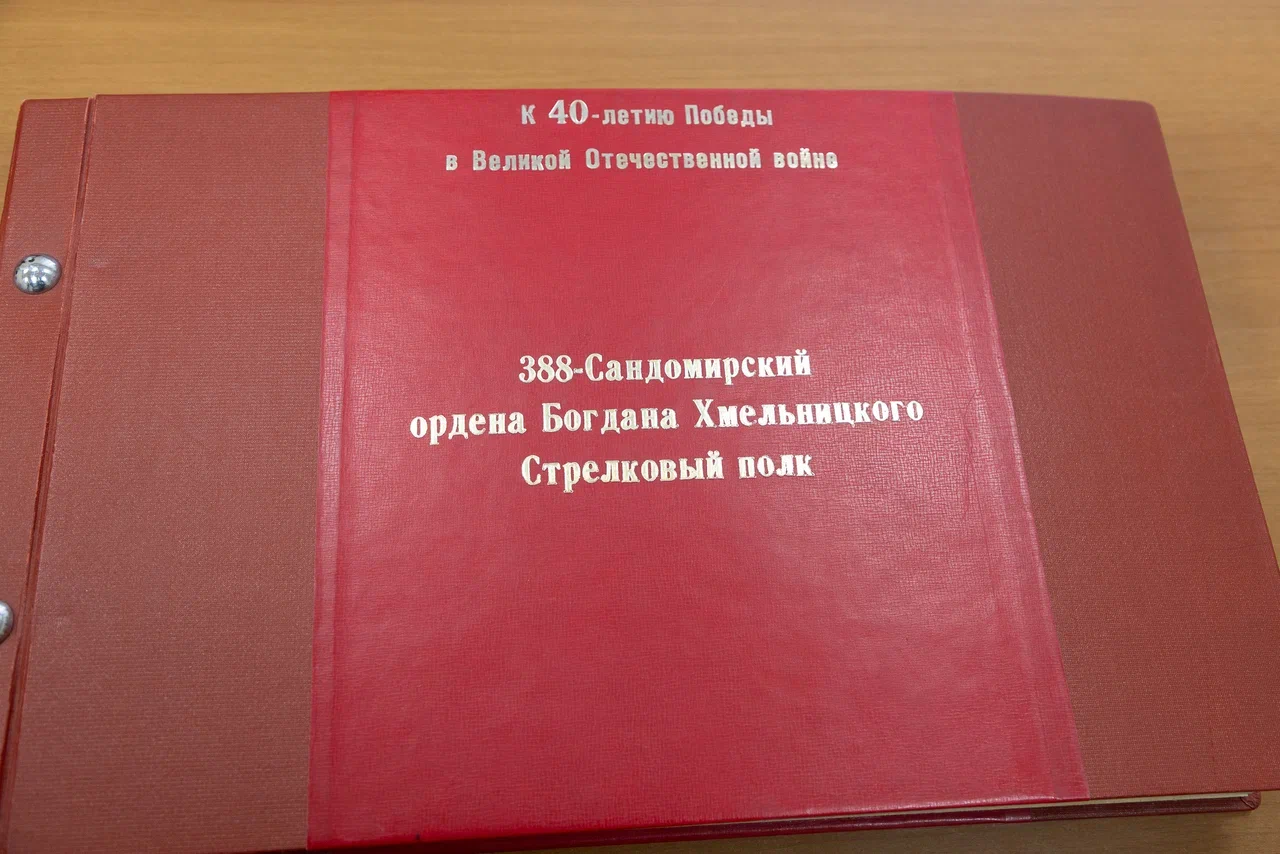 К 40-летию Победы
в Великой Отечественной войне
388-Сандомирский
ордена Богдана Хмельницкого
Стрелковый полк